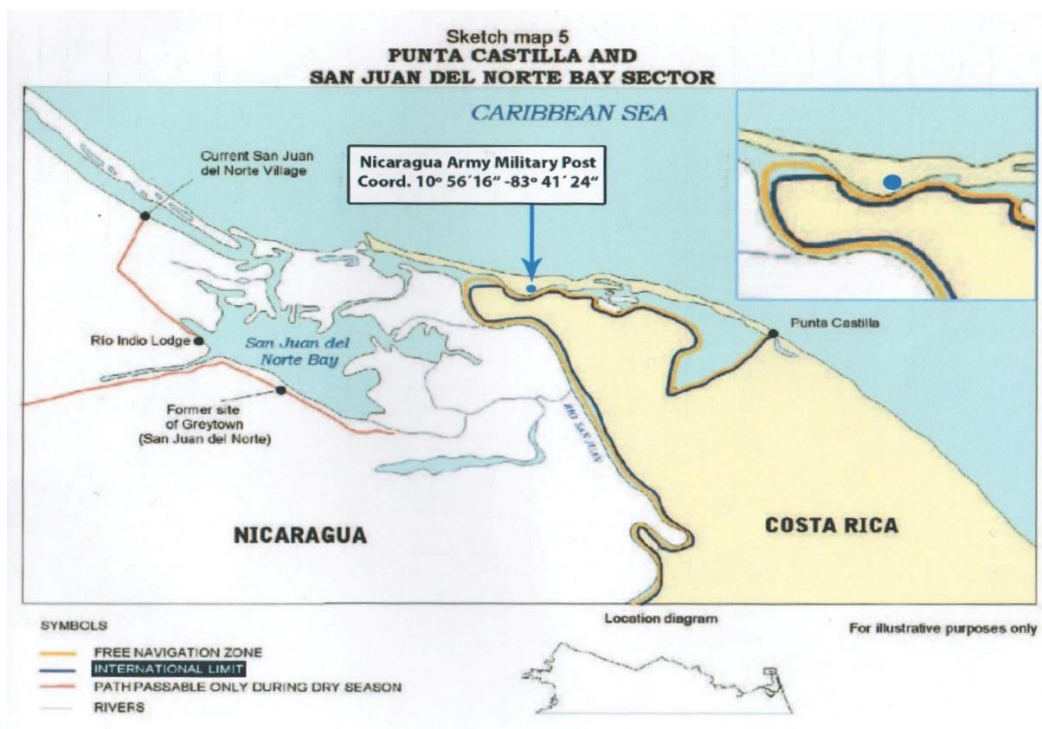 Sketch map 5
PUNTA CASTILLA AND
SAN JUAN DEL NORTE BAY SECTOR
CARIBBEAN SEA
Current San Juan
del Norte Village
Nicaragua Army Military Post
Coord. 10º 56´16“ -83º 41´24“
Punta Castilla
Río Indio Lodge
San Juan del
Norte Bay
Former site
of Greytown
(San Juan del Norte)
RIO SAN JUAN
NICARAGUA
COSTA RICA
SYMBOLS
FREE NAVIGATION ZONE
INTERNATIONAL LIMIT
PATH PASSABLE ONLY DURING DRY SEASON
RIVERS
Location diagram
For illustrative purposes only